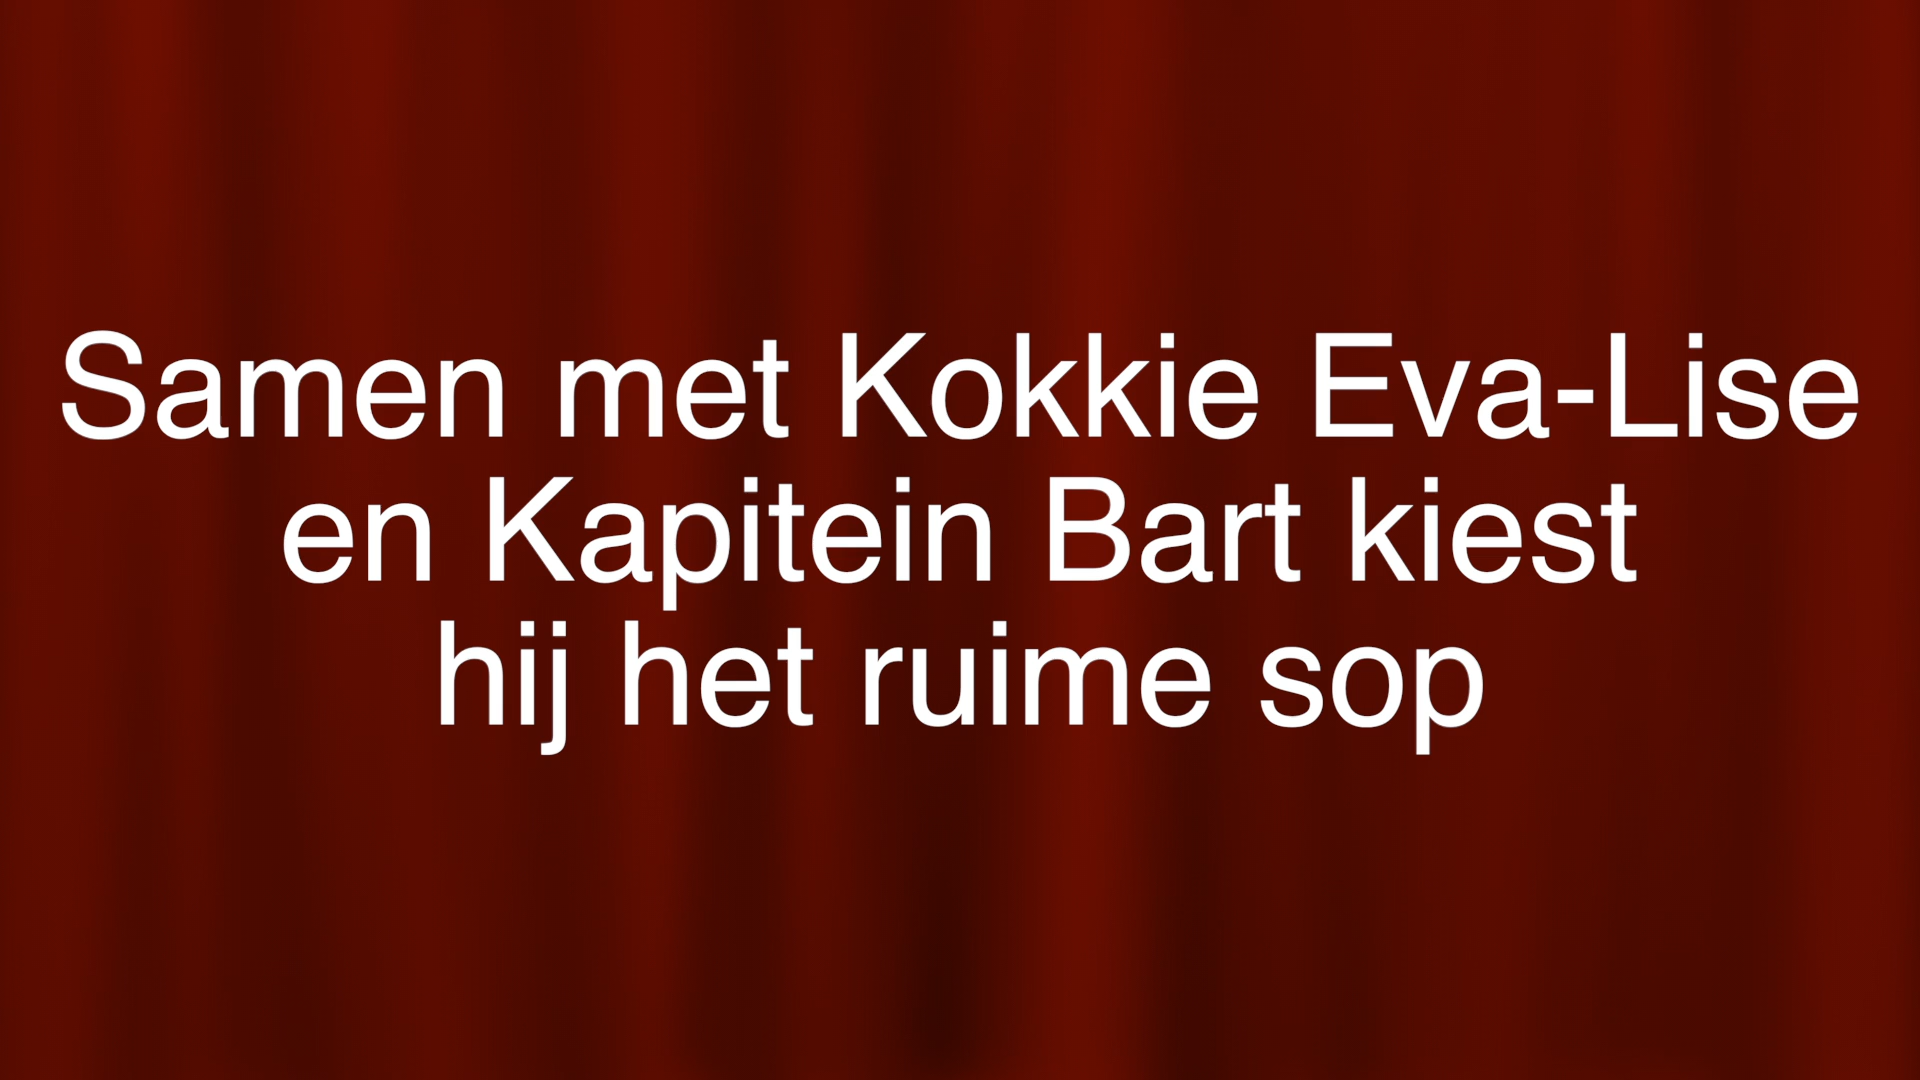 Samen met Kokkie Eva-Lise
en Kapitein Bart kiest
hij het ruime sop